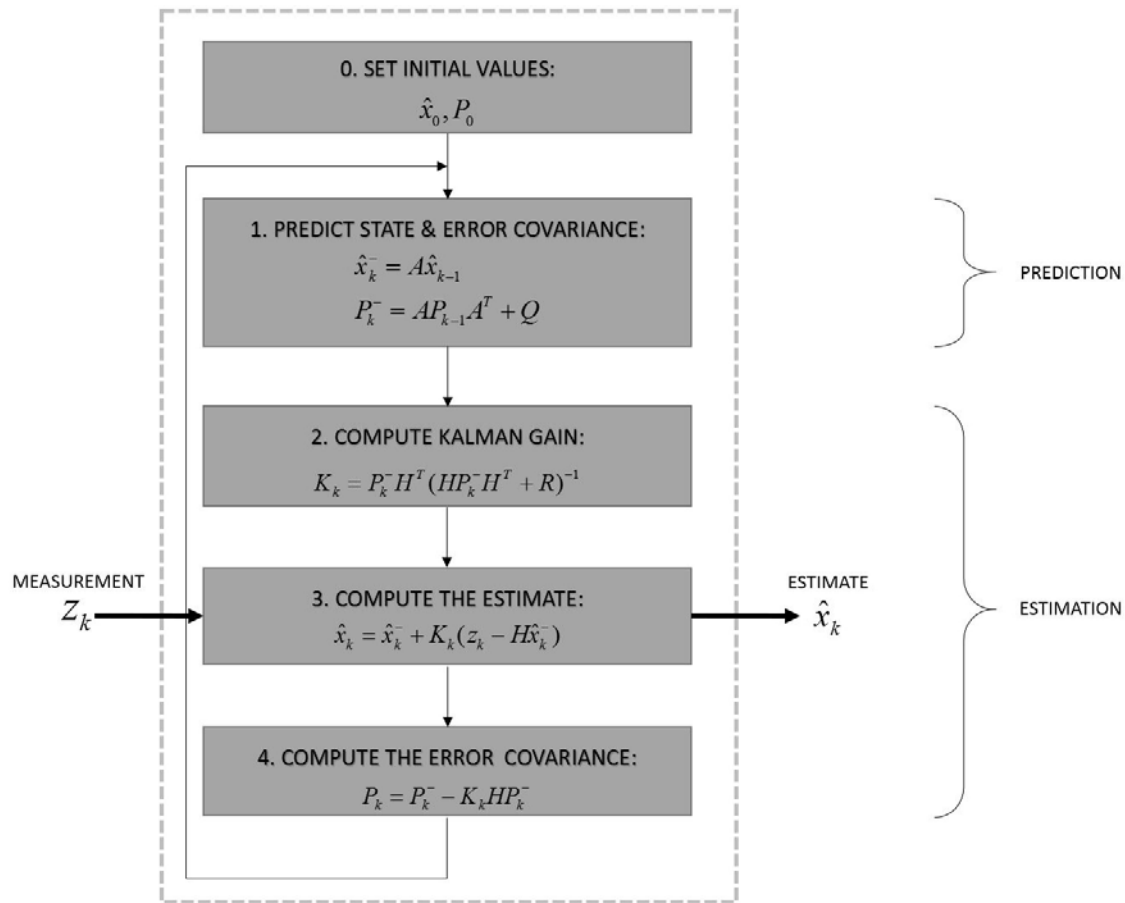 0. SET INITIAL VALUES:
x̂₀, P₀
1. PREDICT STATE & ERROR COVARIANCE:
x̂ₖ⁻ = Ax̂ₖ₋₁
Pₖ⁻ = APₖ₋₁Aᵀ + Q
PREDICTION
2. COMPUTE KALMAN GAIN:
Kₖ = Pₖ⁻Hᵀ(HPₖ⁻Hᵀ + R)⁻¹
MEASUREMENT
zₖ
3. COMPUTE THE ESTIMATE:
x̂ₖ = x̂ₖ⁻ + Kₖ(zₖ − Hx̂ₖ⁻)
ESTIMATE
x̂ₖ
ESTIMATION
4. COMPUTE THE ERROR COVARIANCE:
Pₖ = Pₖ⁻ − KₖHPₖ⁻